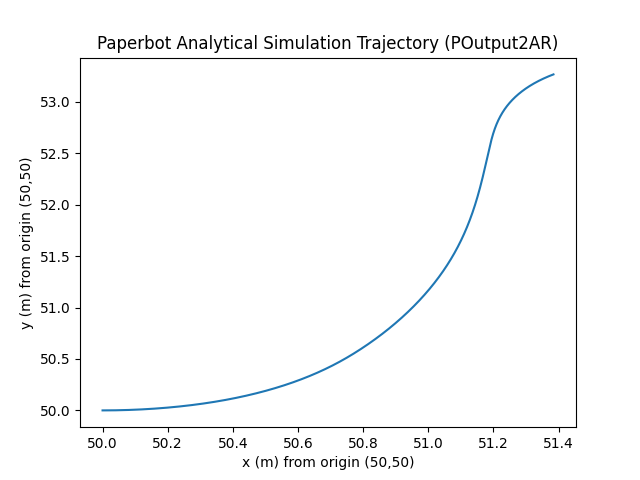 Paperbot Analytical Simulation Trajectory (POutput2AR)
53.0
52.5
52.0
51.5
51.0
50.5
50.0
y (m) from origin (50,50)
50.0 50.2 50.4 50.6 50.8 51.0 51.2 51.4
x (m) from origin (50,50)